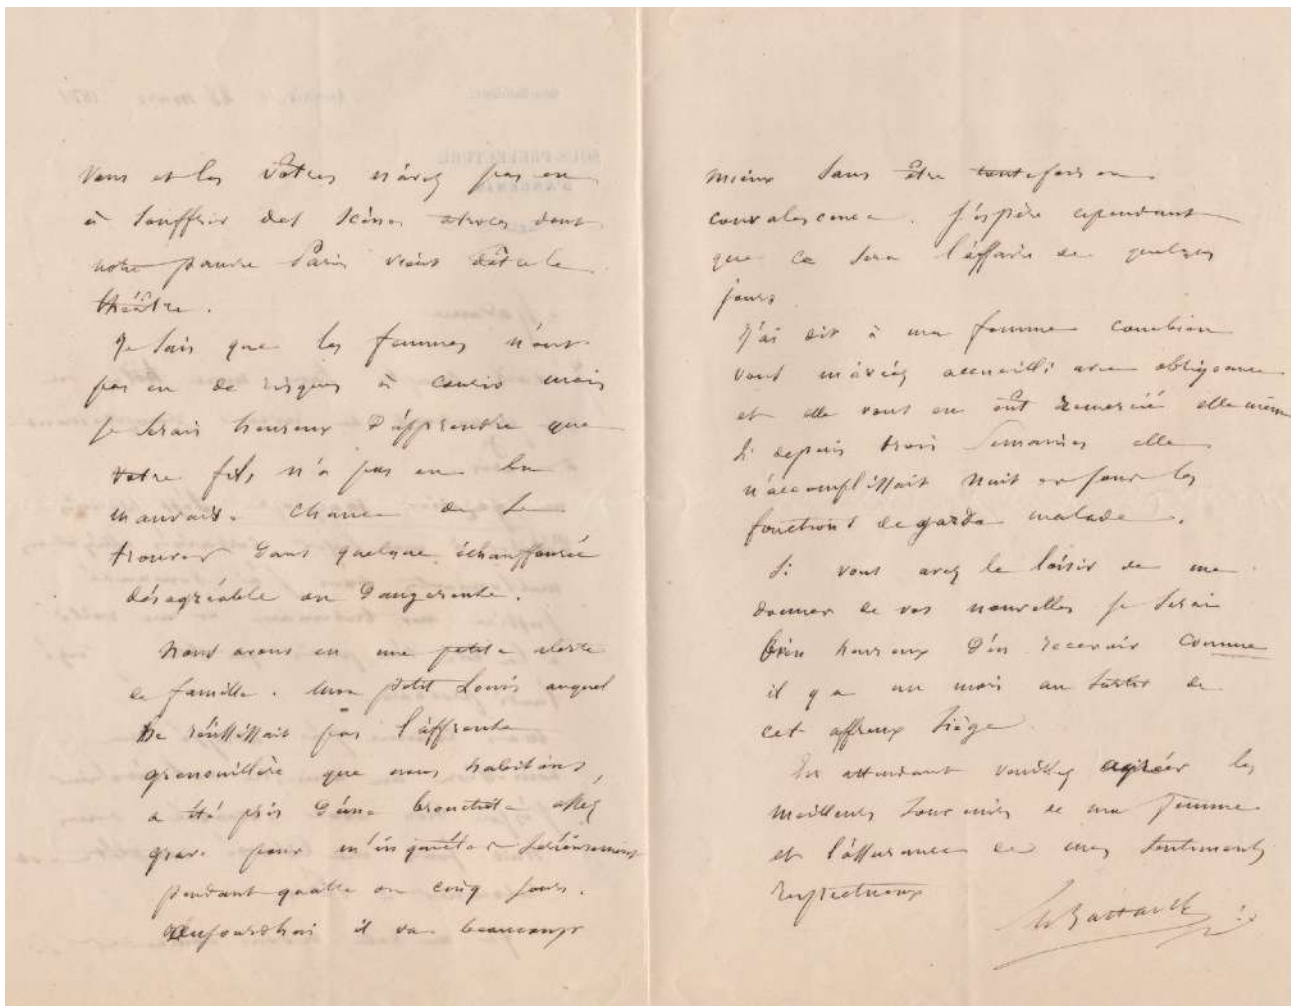 Vous et les Vôtres n'avez pas eu
à souffrir des scènes atroces dont
notre pauvre Paris vient d'être le
théâtre.
Je sais que les femmes n'ont
pas eu de risques à courir mais
je serais heureux d'apprendre que
votre fils n'a pas eu la
mauvaise chance de se
trouver dans quelque échauffourée
désagréable ou dangereuse.
Nous avons eu une petite alerte
de famille. Mon petit Louis auquel
ne réussissait pas l'affreuse
grenouillère que nous habitons,
a été pris d'une bronchite assez
grave pour m'inquiéter sérieusement
pendant quatre ou cinq jours.
Aujourd'hui il va beaucoup
mieux sans être toutefois en
convalescence. J'espère cependant
que ce sera l'affaire de quelques
jours
J'ai dit à ma femme combien
vous m'aviez accueilli avec obligeance
et elle vous en eut remercié elle même
si depuis trois semaines elle
n'accomplissait nuit et jour les
fonctions de garde malade.
Si vous avez le loisir de me
donner de vos nouvelles je serai
bien heureux d'en recevoir comme
il y a un mois au sortir de
cet affreux siège.
En attendant veuillez agréer les
meilleurs souvenirs de ma femme
et l'assurance de mes sentiments
respectueux